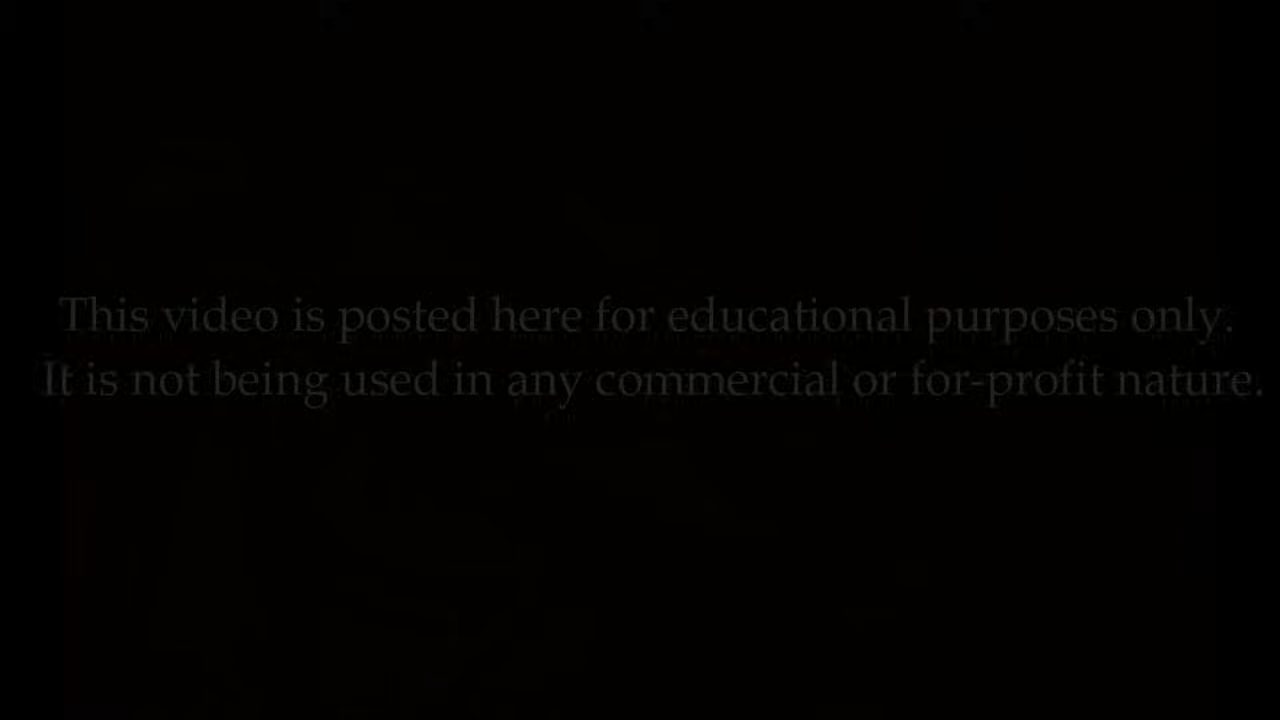 This video is posted here for educational purposes only.
It is not being used in any commercial or for-profit nature.